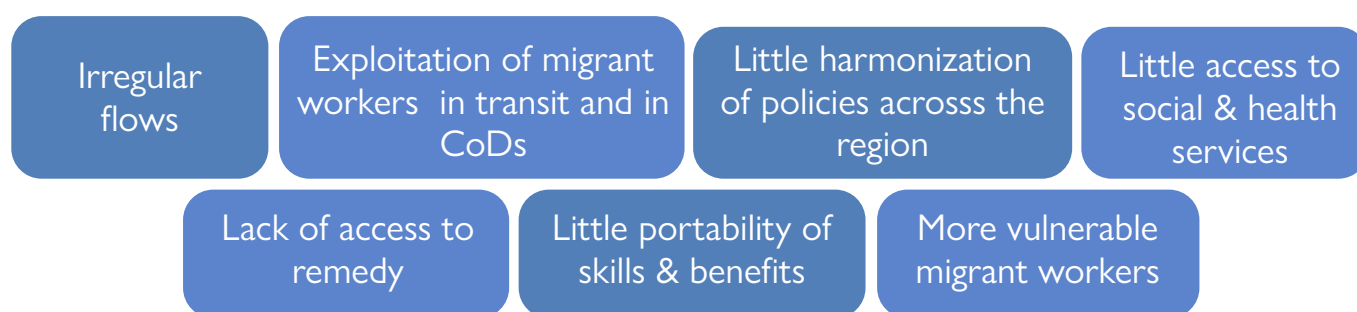 Irregular
flows
Exploitation of migrant
workers  in transit and in
CoDs
Little harmonization
of policies acrosss the
region
Little access to
social & health
services
Lack of access to
remedy
Little portability of
skills & benefits
More vulnerable
migrant workers